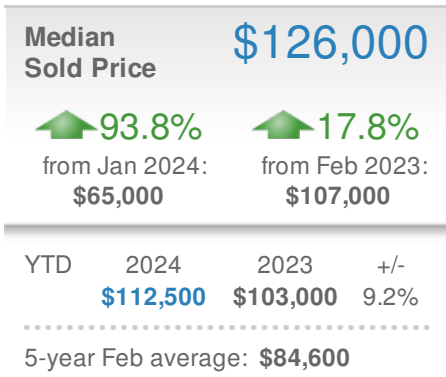 Median
Sold Price
$126,000
93.8%
from Jan 2024:
$65,000
17.8%
from Feb 2023:
$107,000
YTD 2024 2023 +/-
$112,500 $103,000 9.2%
5-year Feb average: $84,600